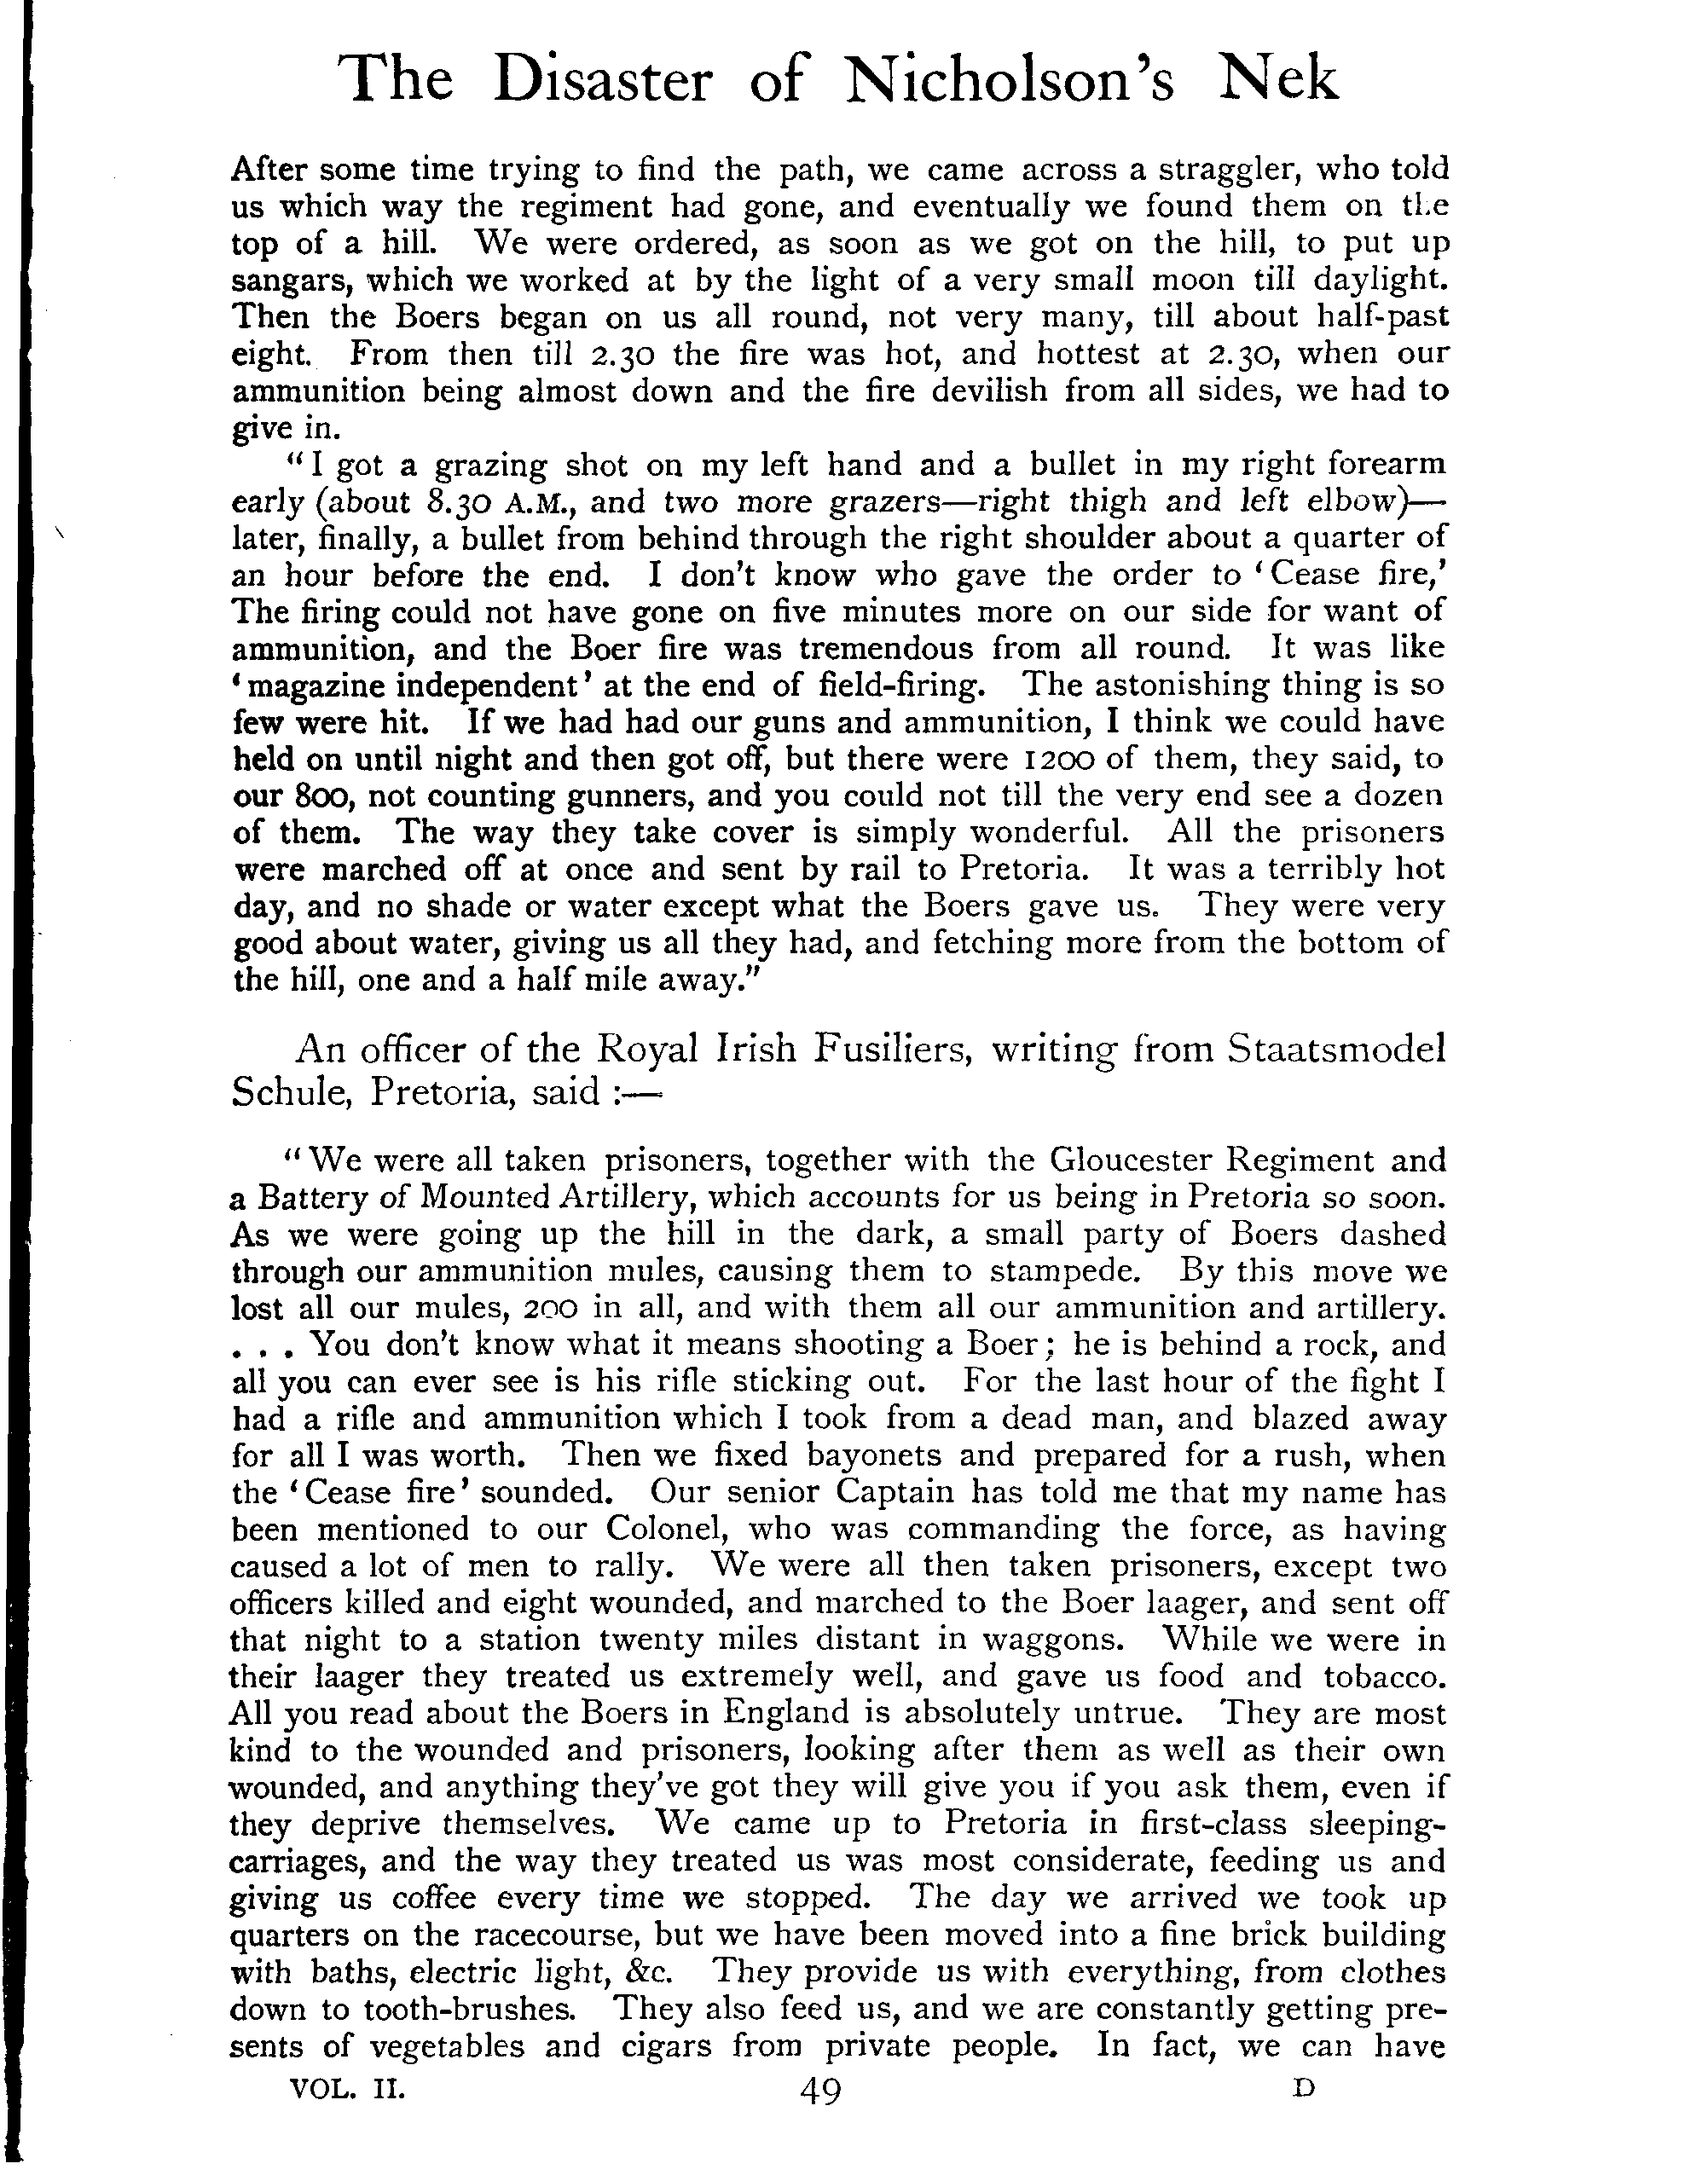 The Disaster of Nicholson's Nek
After some time trying to find the path, we came across a straggler, who told
us which way the regiment had gone, and eventually we found them on the
top of a hill. We were ordered, as soon as we got on the hill, to put up
sangars, which we worked at by the light of a very small moon till daylight.
Then the Boers began on us all round, not very many, till about half-past
eight. From then till 2.30 the fire was hot, and hottest at 2.30, when our
ammunition being almost down and the fire devilish from all sides, we had to
give in.
"I got a grazing shot on my left hand and a bullet in my right forearm
early (about 8.30 A.M., and two more grazers—right thigh and left elbow)—
later, finally, a bullet from behind through the right shoulder about a quarter of
an hour before the end. I don't know who gave the order to 'Cease fire,'
The firing could not have gone on five minutes more on our side for want of
ammunition, and the Boer fire was tremendous from all round. It was like
'magazine independent' at the end of field-firing. The astonishing thing is so
few were hit. If we had had our guns and ammunition, I think we could have
held on until night and then got off, but there were 1200 of them, they said, to
our 800, not counting gunners, and you could not till the very end see a dozen
of them. The way they take cover is simply wonderful. All the prisoners
were marched off at once and sent by rail to Pretoria. It was a terribly hot
day, and no shade or water except what the Boers gave us. They were very
good about water, giving us all they had, and fetching more from the bottom of
the hill, one and a half mile away."
An officer of the Royal Irish Fusiliers, writing from Staatsmodel
Schule, Pretoria, said :—
"We were all taken prisoners, together with the Gloucester Regiment and
a Battery of Mounted Artillery, which accounts for us being in Pretoria so soon.
As we were going up the hill in the dark, a small party of Boers dashed
through our ammunition mules, causing them to stampede. By this move we
lost all our mules, 200 in all, and with them all our ammunition and artillery.
. . . You don't know what it means shooting a Boer; he is behind a rock, and
all you can ever see is his rifle sticking out. For the last hour of the fight I
had a rifle and ammunition which I took from a dead man, and blazed away
for all I was worth. Then we fixed bayonets and prepared for a rush, when
the 'Cease fire' sounded. Our senior Captain has told me that my name has
been mentioned to our Colonel, who was commanding the force, as having
caused a lot of men to rally. We were all then taken prisoners, except two
officers killed and eight wounded, and marched to the Boer laager, and sent off
that night to a station twenty miles distant in waggons. While we were in
their laager they treated us extremely well, and gave us food and tobacco.
All you read about the Boers in England is absolutely untrue. They are most
kind to the wounded and prisoners, looking after them as well as their own
wounded, and anything they've got they will give you if you ask them, even if
they deprive themselves. We came up to Pretoria in first-class sleeping-
carriages, and the way they treated us was most considerate, feeding us and
giving us coffee every time we stopped. The day we arrived we took up
quarters on the racecourse, but we have been moved into a fine brick building
with baths, electric light, &c. They provide us with everything, from clothes
down to tooth-brushes. They also feed us, and we are constantly getting pre-
sents of vegetables and cigars from private people. In fact, we can have
VOL. II. 49 D